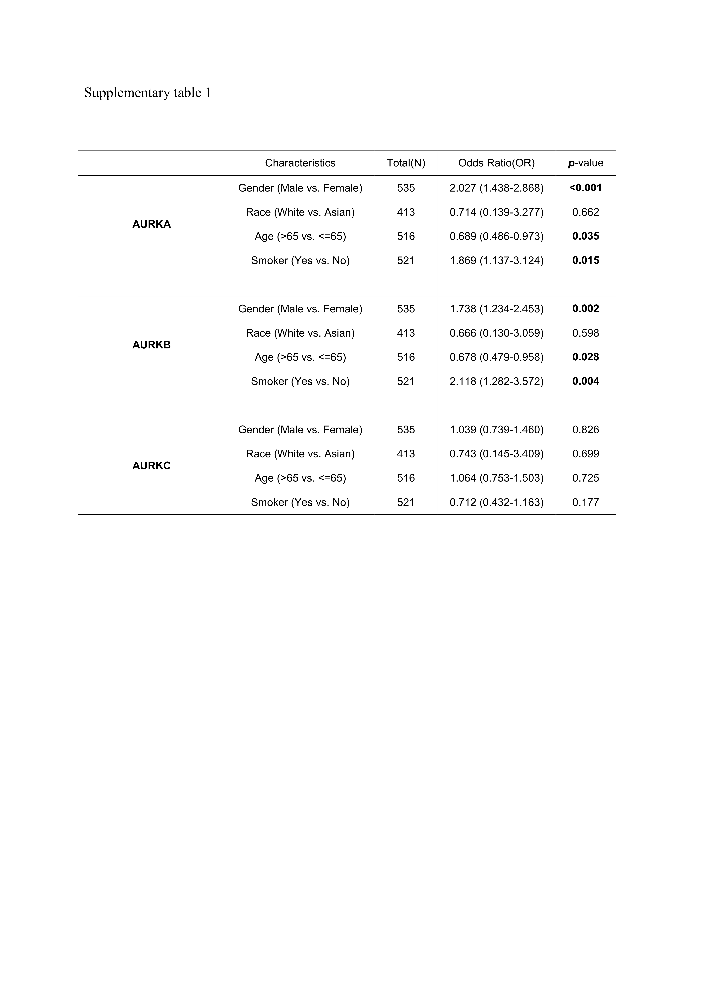 Supplementary table 1
Characteristics Total(N) Odds Ratio(OR) p-value
Gender (Male vs. Female) 535 2.027 (1.438-2.868) <0.001
Race (White vs. Asian) 413 0.714 (0.139-3.277) 0.662
AURKA
Age (>65 vs. <=65) 516 0.689 (0.486-0.973) 0.035
Smoker (Yes vs. No) 521 1.869 (1.137-3.124) 0.015
Gender (Male vs. Female) 535 1.738 (1.234-2.453) 0.002
Race (White vs. Asian) 413 0.666 (0.130-3.059) 0.598
AURKB
Age (>65 vs. <=65) 516 0.678 (0.479-0.958) 0.028
Smoker (Yes vs. No) 521 2.118 (1.282-3.572) 0.004
Gender (Male vs. Female) 535 1.039 (0.739-1.460) 0.826
Race (White vs. Asian) 413 0.743 (0.145-3.409) 0.699
AURKC
Age (>65 vs. <=65) 516 1.064 (0.753-1.503) 0.725
Smoker (Yes vs. No) 521 0.712 (0.432-1.163) 0.177